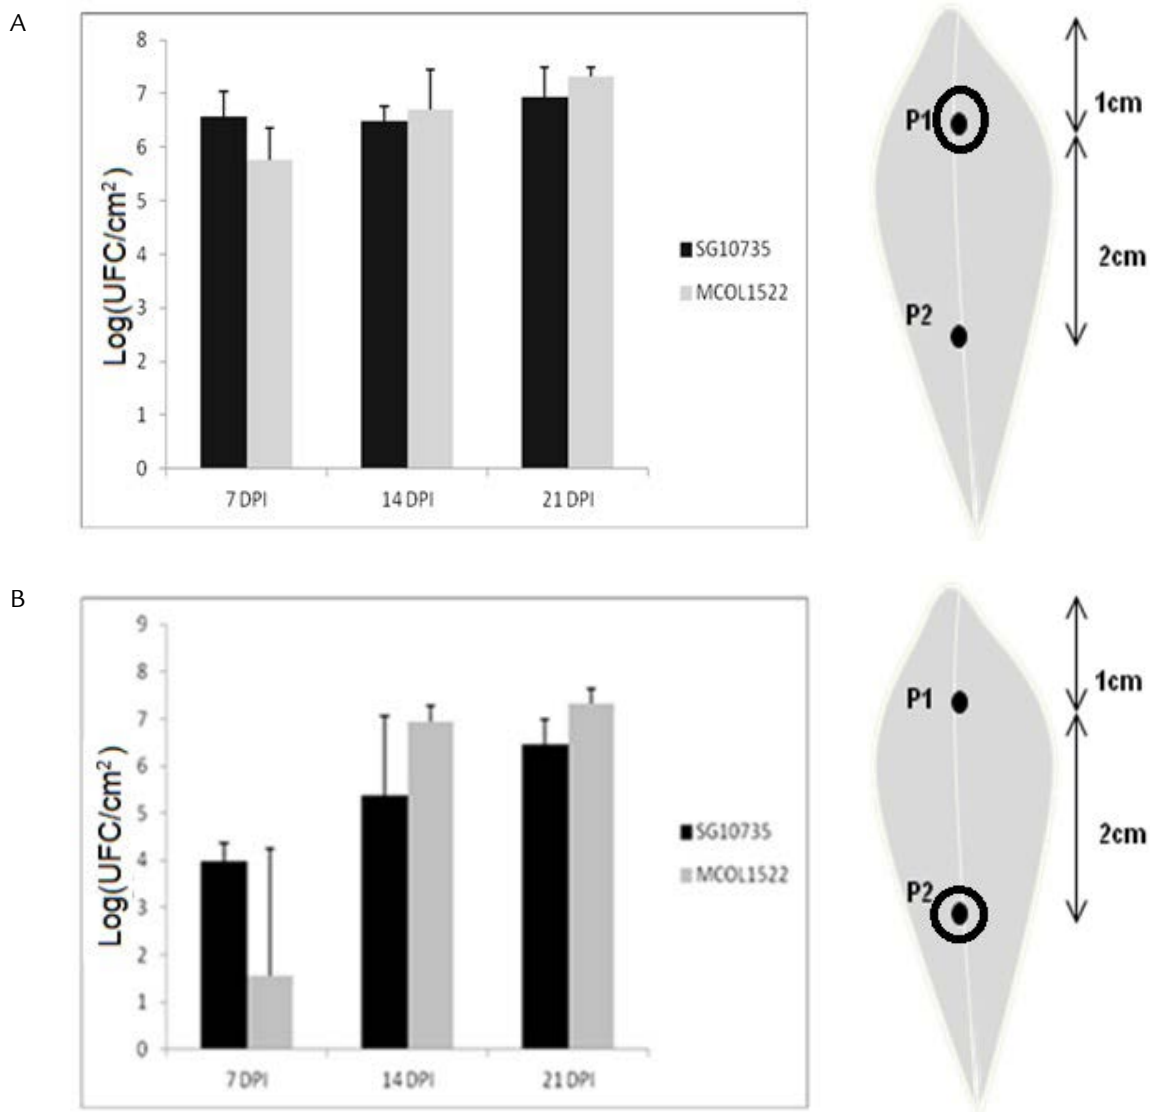 A
8
7
6
5
4
3
2
1
0
Log(UFC/cm²)
7 DPI
14 DPI
21 DPI
SG10735
MCOL1522
P1
P2
1cm
2cm
B
9
8
7
6
5
4
3
2
1
0
Log(UFC/cm²)
7 DPI
14 DPI
21 DPI
SG10735
MCOL1522
P1
P2
1cm
2cm